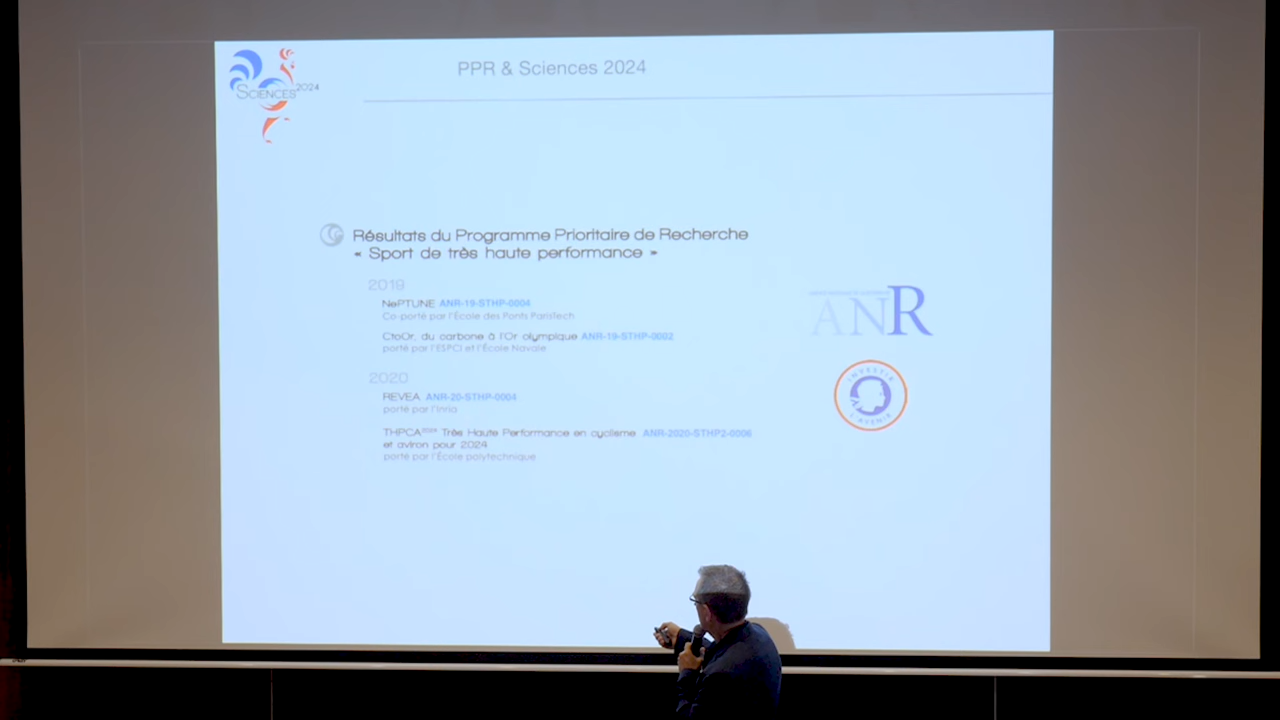 SCIENCES 2024
PPR & Sciences 2024
Résultats du Programme Prioritaire de Recherche
« Sport de très haute performance »
2019
NePTUNE ANR-19-STHP-0004
Co-porté par l'École des Ponts ParisTech
CtoOr, du carbone à l'Or olympique ANR-19-STHP-0002
porté par l'ESPCI et l'École Navale
2020
REVEA ANR-20-STHP-0004
porté par l'Inria
THPCA²⁰²⁴ Très Haute Performance en cyclisme ANR-2020-STHP2-0006
et aviron pour 2024
porté par l'École polytechnique
ANR
INVESTIR
L'AVENIR